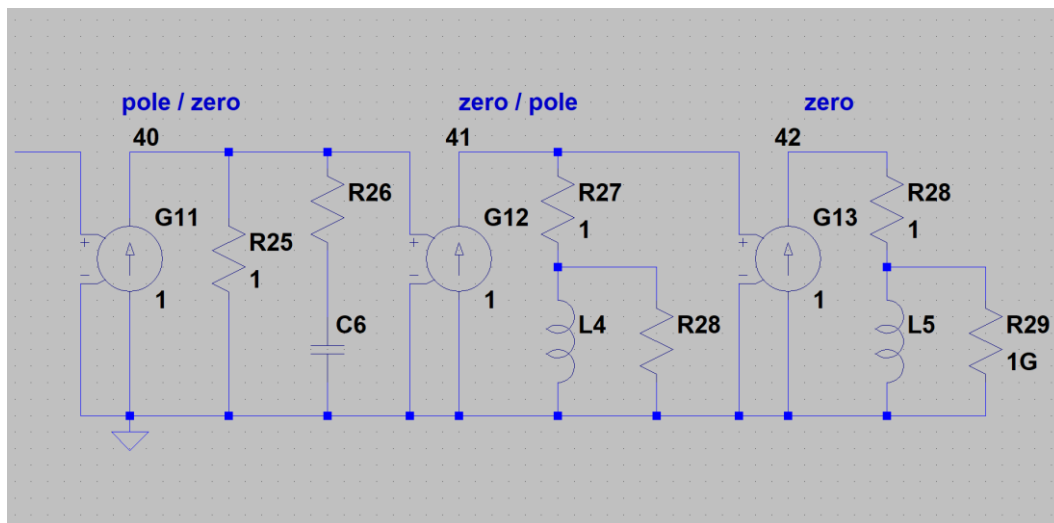 pole / zero
zero / pole
zero
40
41
42
R26
R27
1
R28
1
G11
G12
G13
R25
1
+
+
+
-
-
-
1
1
1
C6
L4
R28
L5
R29
1G